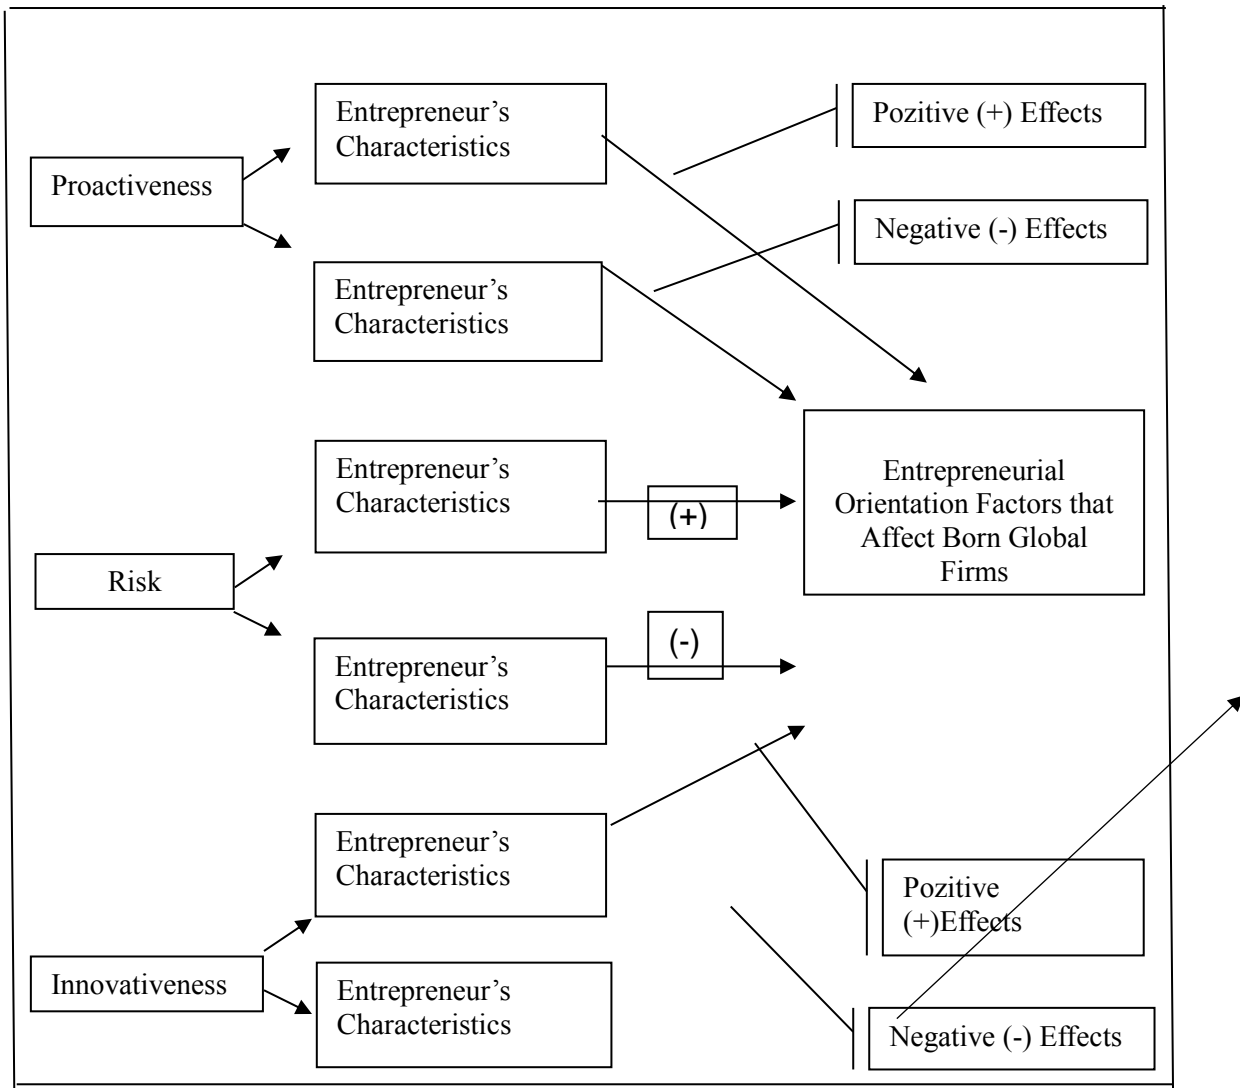 Entrepreneur’s
Characteristics
Pozitive (+) Effects
Proactiveness
Negative (-) Effects
Entrepreneur’s
Characteristics
Entrepreneur’s
Characteristics
(+)
Entrepreneurial
Orientation Factors that
Affect Born Global
Firms
Risk
(-)
Entrepreneur’s
Characteristics
Entrepreneur’s
Characteristics
Pozitive
(+)Effects
Innovativeness
Entrepreneur’s
Characteristics
Negative (-) Effects